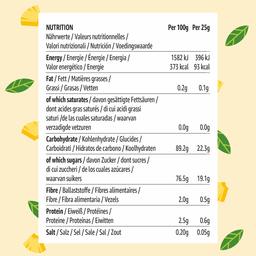 NUTRITION Per 100g Per 25g
Nährwerte / Valeurs nutritionnelles /
Valori nutrizionali / Nutrición / Voedingswaarde
Energy / Energie / Énergie / Energia / 1582 kJ 396 kJ
Valor energético / Energie 373 kcal 93 kcal
Fat / Fett / Matières grasses /
Grassi / Grasas / Vetten 0.2g 0.1g
of which saturates / davon gesättigte Fettsäuren /
dont acides gras saturés / di cui acidi grassi
saturi /de las cuales saturadas / waarvan
verzadigde vetzuren 0.0g 0.0g
Carbohydrate / Kohlenhydrate / Glucides /
Carboidrati / Hidratos de carbono / Koolhydraten 89.2g 22.3g
of which sugars / davon Zucker / dont sucres /
di cui zuccheri / de los cuales azúcares /
waarvan suikers 76.5g 19.1g
Fibre / Ballaststoffe / Fibres alimentaires /
Fibre / Fibra alimentaria / Vezels 2.0g 0.5g
Protein / Eiweiß / Protéines /
Proteine / Proteínas / Eiwitten 2.5g 0.6g
Salt / Salz / Sel / Sale / Sal / Zout 0.20g 0.05g